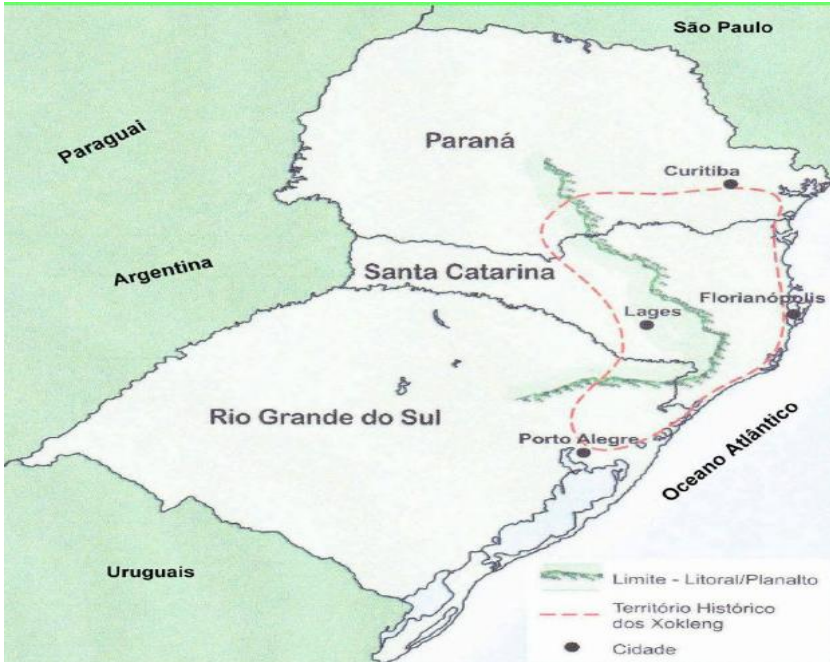 São Paulo
Paraguai
Paraná
Curitiba
Argentina
Santa Catarina
Florianópolis
Lages
Rio Grande do Sul
Porto Alegre
Oceano Atlântico
Uruguais
Limite - Litoral/Planalto
Território Histórico
dos Xokleng
Cidade